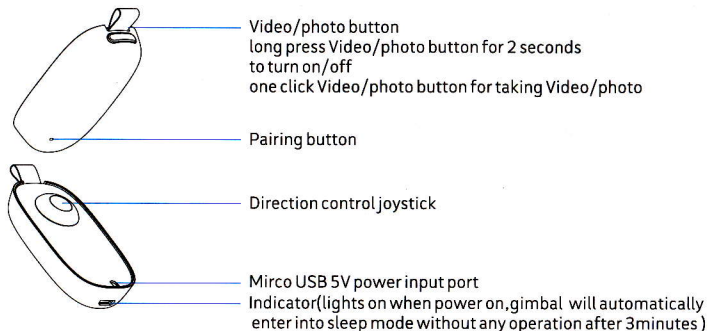 Video/photo button
long press Video/photo button for 2 seconds
to turn on/off
one click Video/photo button for taking Video/photo
Pairing button
Direction control joystick
Mirco USB 5V power input port
Indicator(lights on when power on,gimbal will automatically
enter into sleep mode without any operation after 3minutes)